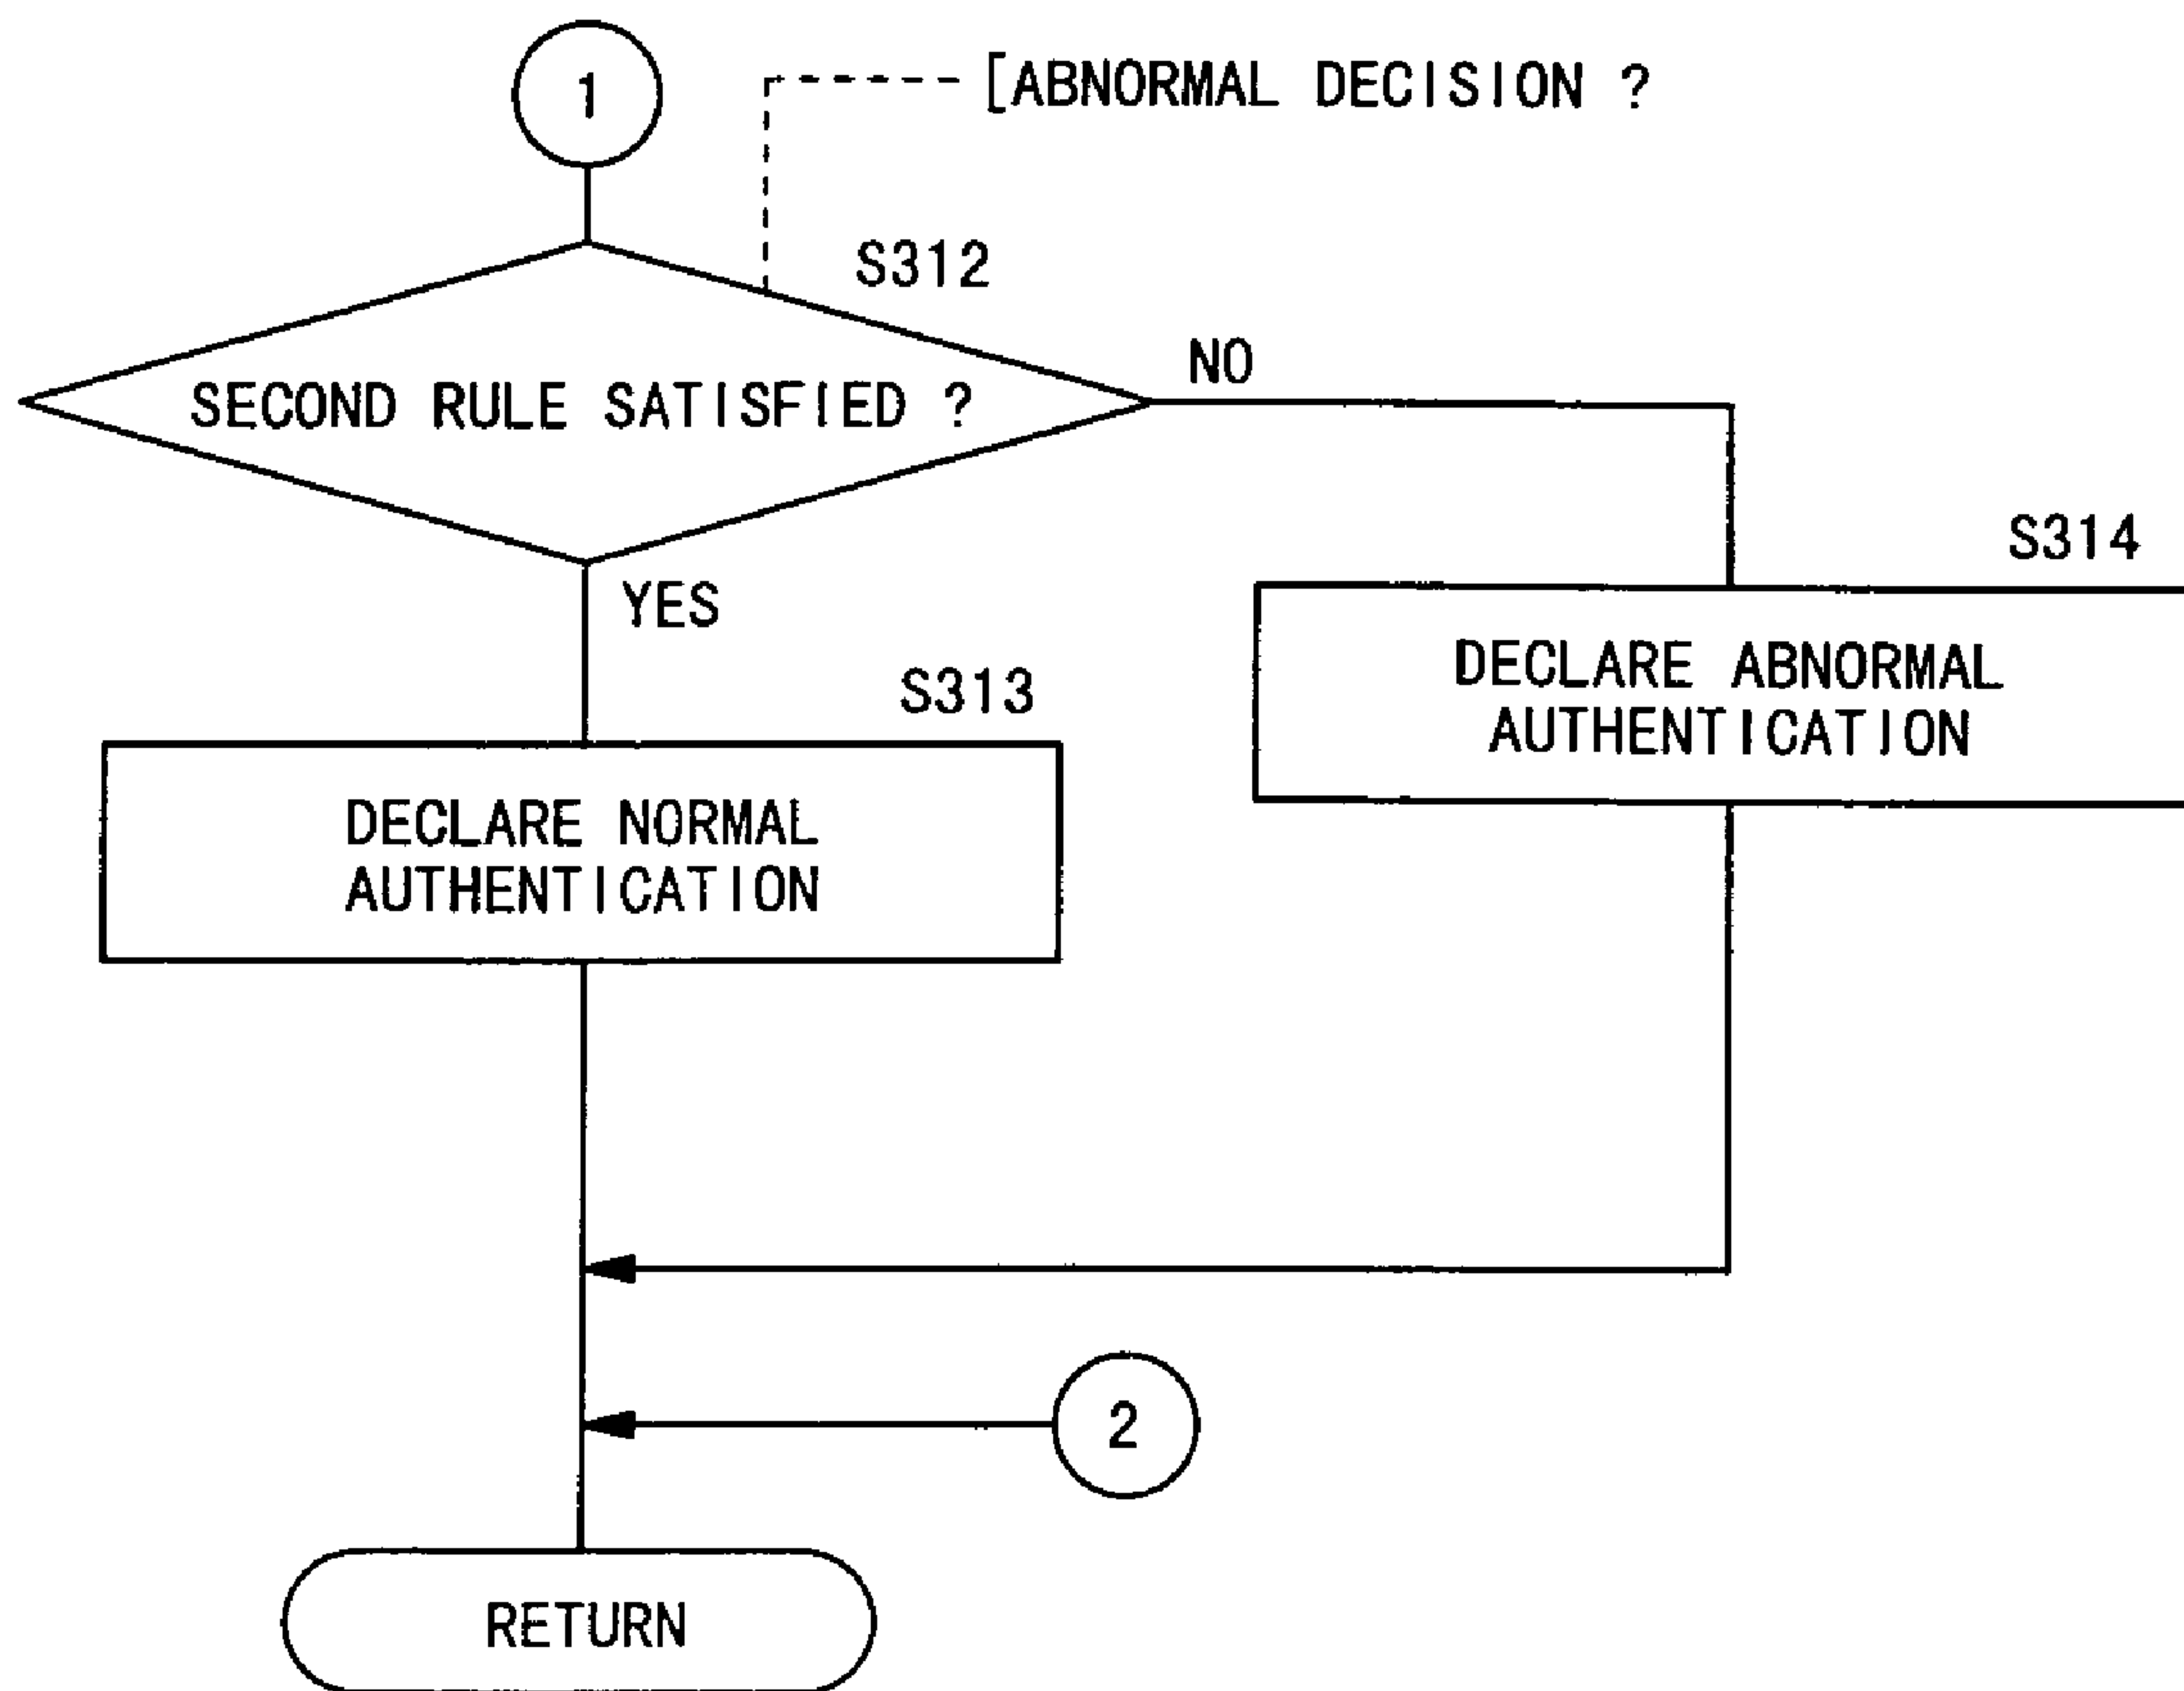 1
[ABNORMAL DECISION ?
S312
SECOND RULE SATISFIED ?
NO
YES
S314
DECLARE ABNORMAL
AUTHENTICATION
S313
DECLARE NORMAL
AUTHENTICATION
2
RETURN